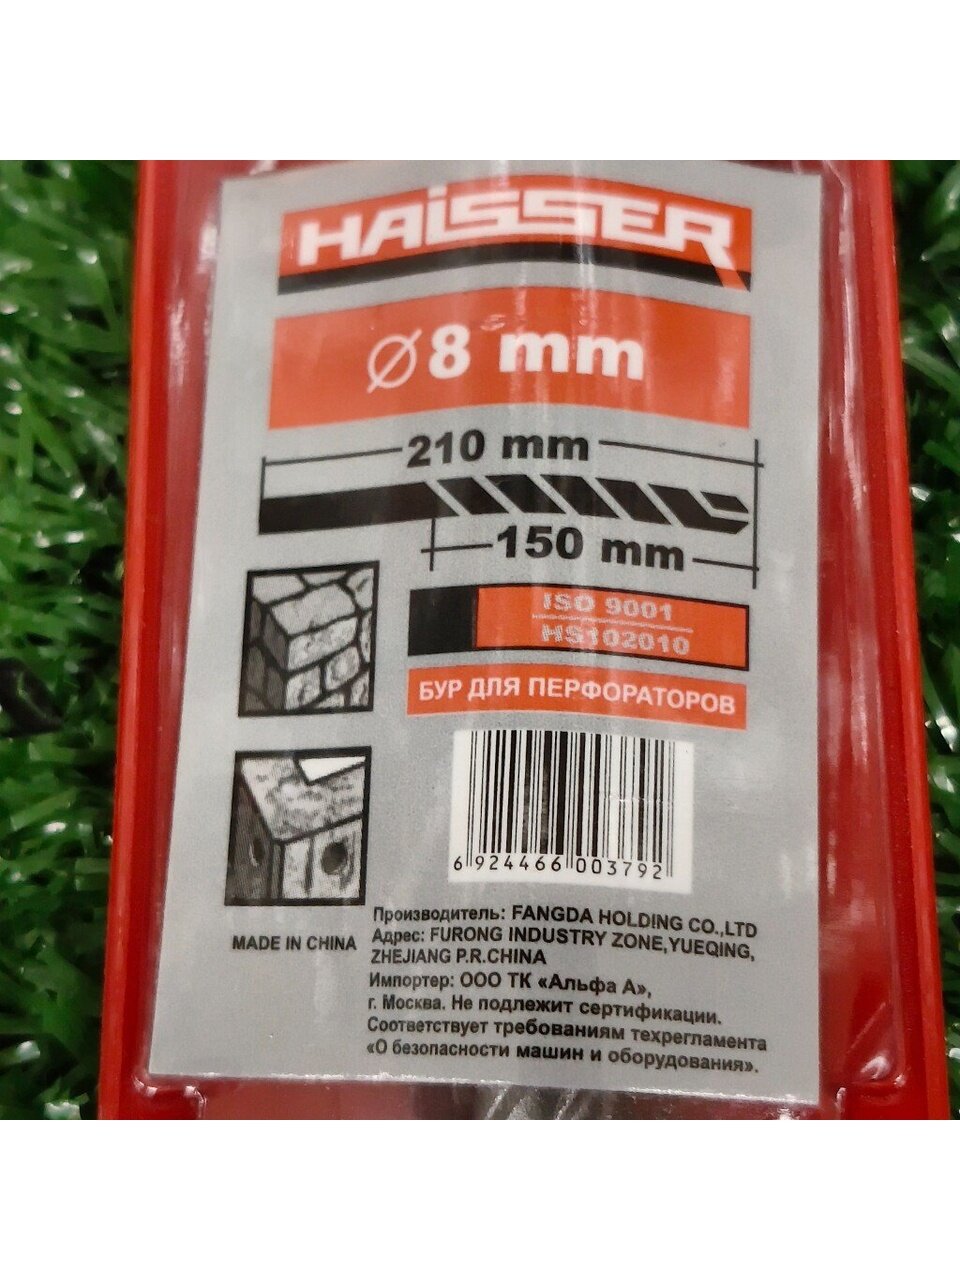 HAiSSER
⌀8 mm
210 mm
150 mm
ISO 9001
HS102010
БУР ДЛЯ ПЕРФОРАТОРОВ
6 924466 003792
MADE IN CHINA
Производитель: FANGDA HOLDING CO.,LTD
Адрес: FURONG INDUSTRY ZONE,YUEQING,
ZHEJIANG P.R.CHINA
Импортер: ООО ТК «Альфа А»,
г. Москва. Не подлежит сертификации.
Соответствует требованиям техрегламента
«О безопасности машин и оборудования».